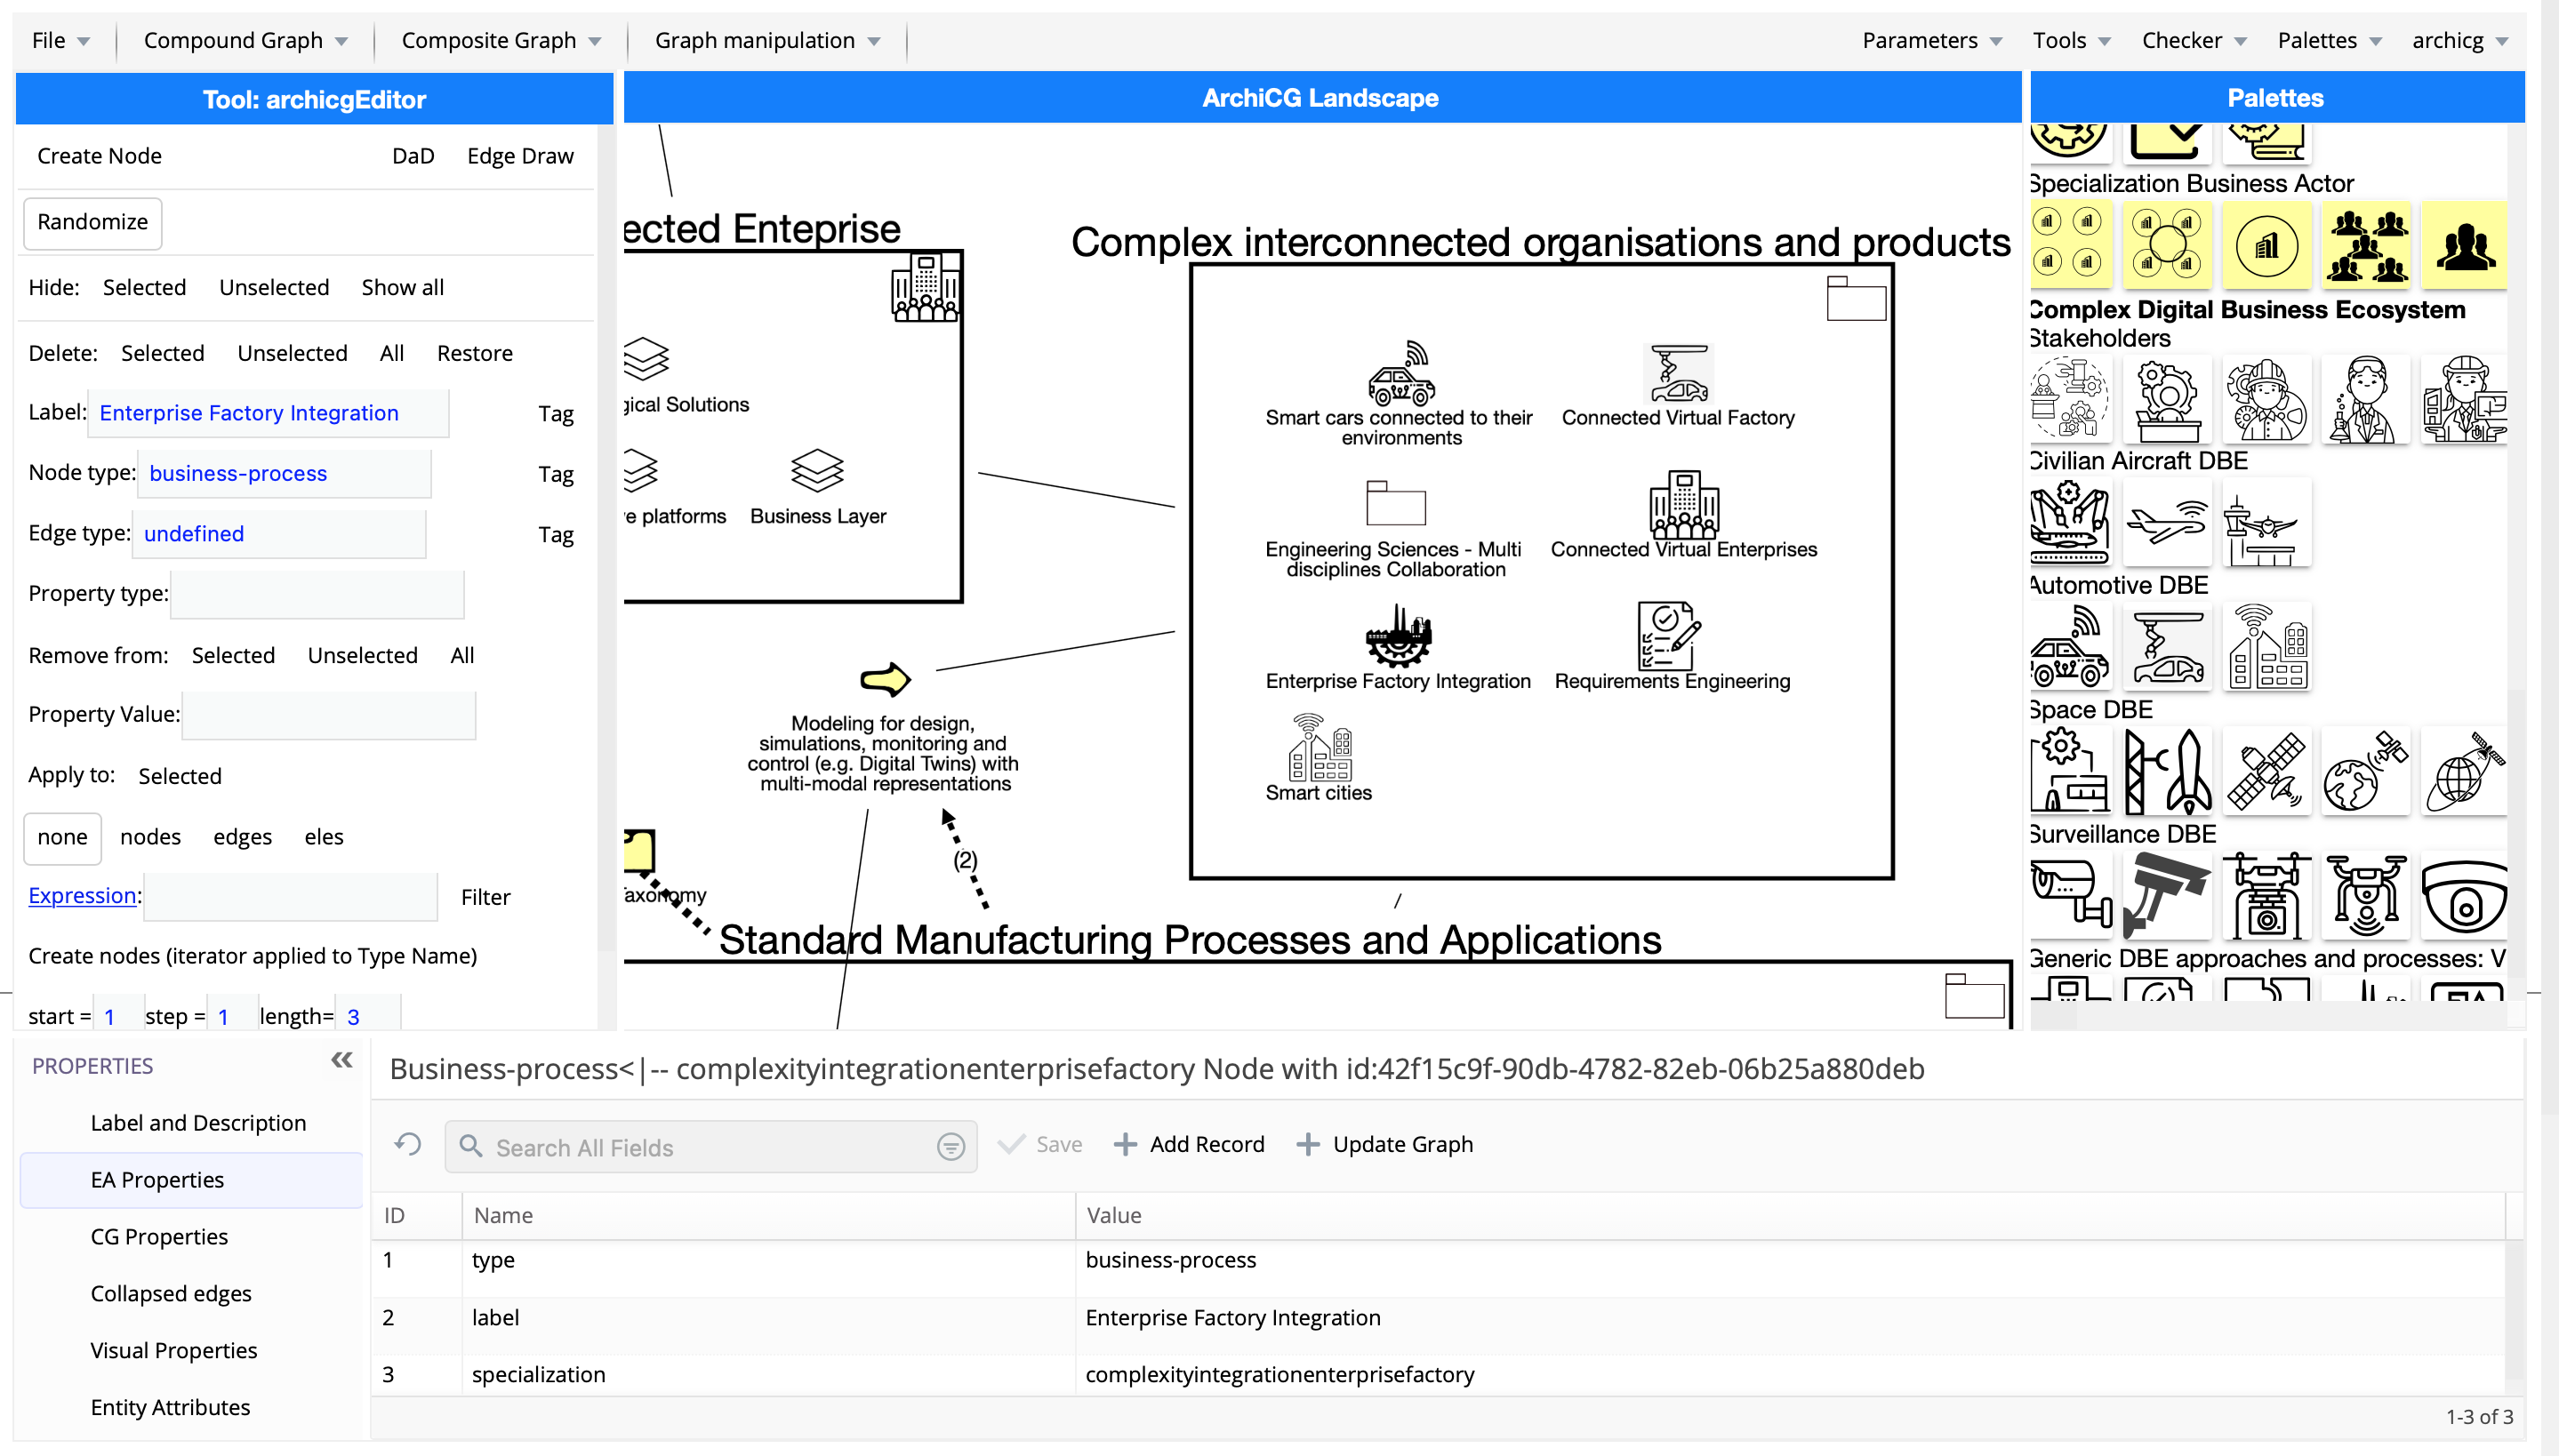 File
Compound Graph
Composite Graph
Graph manipulation
Parameters
Tools
Checker
Palettes
archicg
Tool: archicgEditor
Create Node
DaD
Edge Draw
Randomize
Hide: Selected Unselected Show all
Delete: Selected Unselected All Restore
Label: Enterprise Factory Integration Tag
Node type: business-process Tag
Edge type: undefined Tag
Property type:
Remove from: Selected Unselected All
Property Value:
Apply to: Selected
none nodes edges eles
Expression: Filter
Create nodes (iterator applied to Type Name)
start = 1 step = 1 length= 3
ArchiCG Landscape
ected Enteprise
gical Solutions
e platforms
Business Layer
Complex interconnected organisations and products
Smart cars connected to their
environments
Connected Virtual Factory
Engineering Sciences - Multi
disciplines Collaboration
Connected Virtual Enterprises
Enterprise Factory Integration
Requirements Engineering
Smart cities
Modeling for design,
simulations, monitoring and
control (e.g. Digital Twins) with
multi-modal representations
(2)
axonomy
Standard Manufacturing Processes and Applications
Palettes
Specialization Business Actor
Complex Digital Business Ecosystem
Stakeholders
Civilian Aircraft DBE
Automotive DBE
Space DBE
Surveillance DBE
Generic DBE approaches and processes: V
PROPERTIES
Label and Description
EA Properties
CG Properties
Collapsed edges
Visual Properties
Entity Attributes
Business-process<|-- complexityintegrationenterprisefactory Node with id:42f15c9f-90db-4782-82eb-06b25a880deb
Search All Fields
Save
Add Record
Update Graph
ID Name Value
1 type business-process
2 label Enterprise Factory Integration
3 specialization complexityintegrationenterprisefactory
1-3 of 3